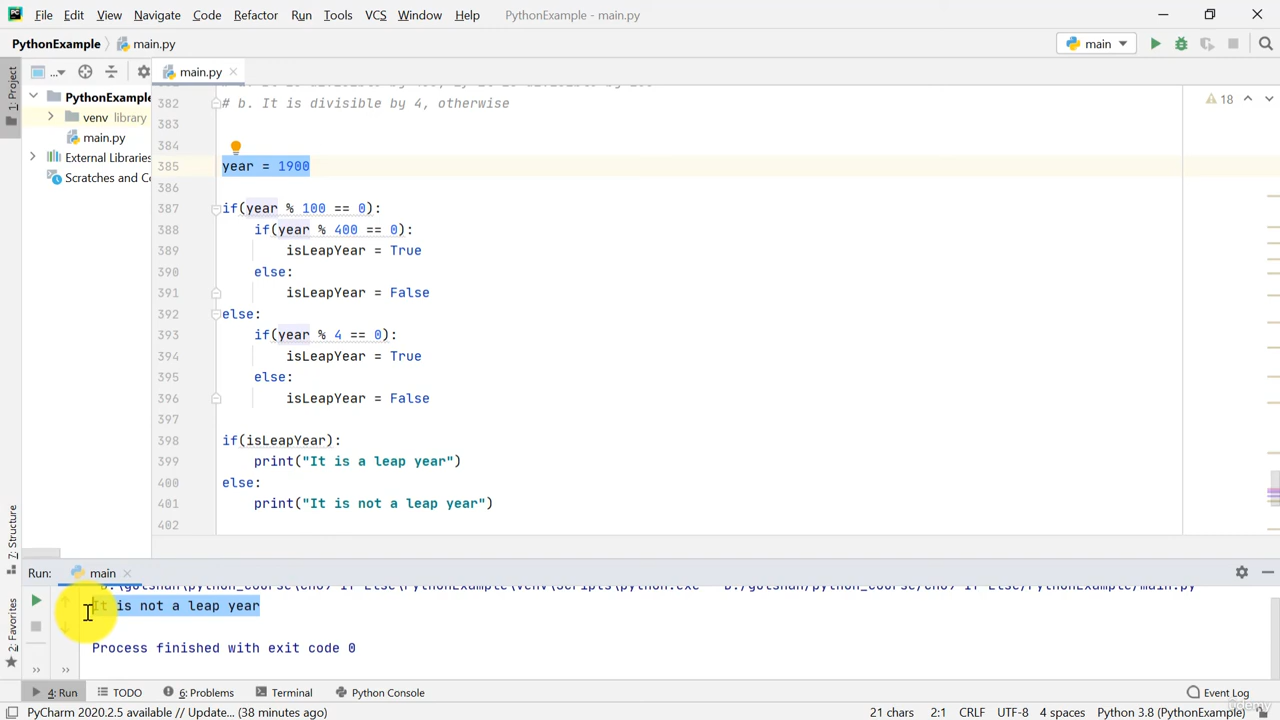 File Edit View Navigate Code Refactor Run Tools VCS Window Help PythonExample - main.py
PythonExample main.py main
... main.py
1: Project
PythonExample
venv library
main.py
External Libraries
Scratches and Co
18
382 # b. It is divisible by 4, otherwise
383
384
385 year = 1900
386
387 if(year % 100 == 0):
388 if(year % 400 == 0):
389 isLeapYear = True
390 else:
391 isLeapYear = False
392 else:
393 if(year % 4 == 0):
394 isLeapYear = True
395 else:
396 isLeapYear = False
397
398 if(isLeapYear):
399 print("It is a leap year")
400 else:
401 print("It is not a leap year")
402
7: Structure
2: Favorites
Run: main
It is not a leap year
Process finished with exit code 0
4: Run TODO 6: Problems Terminal Python Console Event Log
PyCharm 2020.2.5 available // Update... (38 minutes ago) 21 chars 2:1 CRLF UTF-8 4 spaces Python 3.8 (PythonExample)
udemy